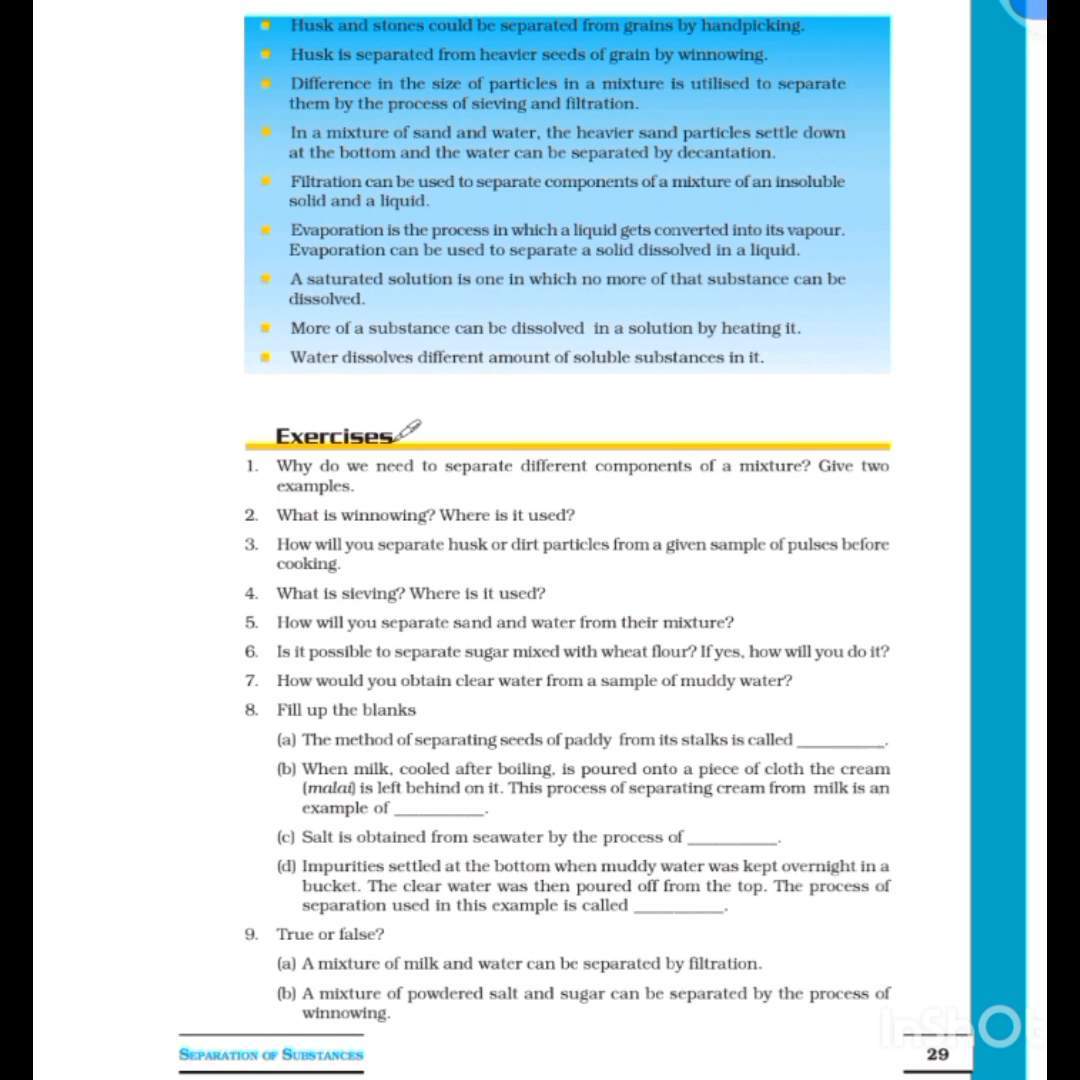 Husk and stones could be separated from grains by handpicking.
Husk is separated from heavier seeds of grain by winnowing.
Difference in the size of particles in a mixture is utilised to separate
them by the process of sieving and filtration.
In a mixture of sand and water, the heavier sand particles settle down
at the bottom and the water can be separated by decantation.
Filtration can be used to separate components of a mixture of an insoluble
solid and a liquid.
Evaporation is the process in which a liquid gets converted into its vapour.
Evaporation can be used to separate a solid dissolved in a liquid.
A saturated solution is one in which no more of that substance can be
dissolved.
More of a substance can be dissolved in a solution by heating it.
Water dissolves different amount of soluble substances in it.
Exercises
1. Why do we need to separate different components of a mixture? Give two
examples.
2. What is winnowing? Where is it used?
3. How will you separate husk or dirt particles from a given sample of pulses before
cooking.
4. What is sieving? Where is it used?
5. How will you separate sand and water from their mixture?
6. Is it possible to separate sugar mixed with wheat flour? If yes, how will you do it?
7. How would you obtain clear water from a sample of muddy water?
8. Fill up the blanks
(a) The method of separating seeds of paddy from its stalks is called __________.
(b) When milk, cooled after boiling, is poured onto a piece of cloth the cream
(malai) is left behind on it. This process of separating cream from milk is an
example of __________.
(c) Salt is obtained from seawater by the process of __________.
(d) Impurities settled at the bottom when muddy water was kept overnight in a
bucket. The clear water was then poured off from the top. The process of
separation used in this example is called __________.
9. True or false?
(a) A mixture of milk and water can be separated by filtration.
(b) A mixture of powdered salt and sugar can be separated by the process of
winnowing.
InShOt
SEPARATION OF SUBSTANCES
29